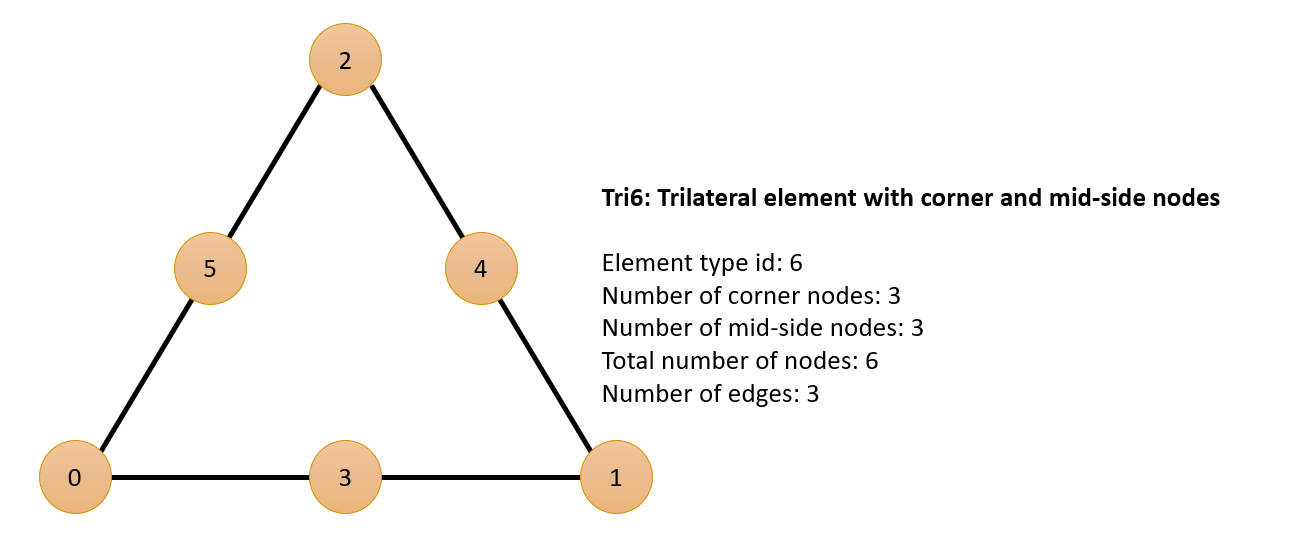 2
Tri6: Trilateral element with corner and mid-side nodes
5
4
Element type id: 6
Number of corner nodes: 3
Number of mid-side nodes: 3
Total number of nodes: 6
Number of edges: 3
0
3
1